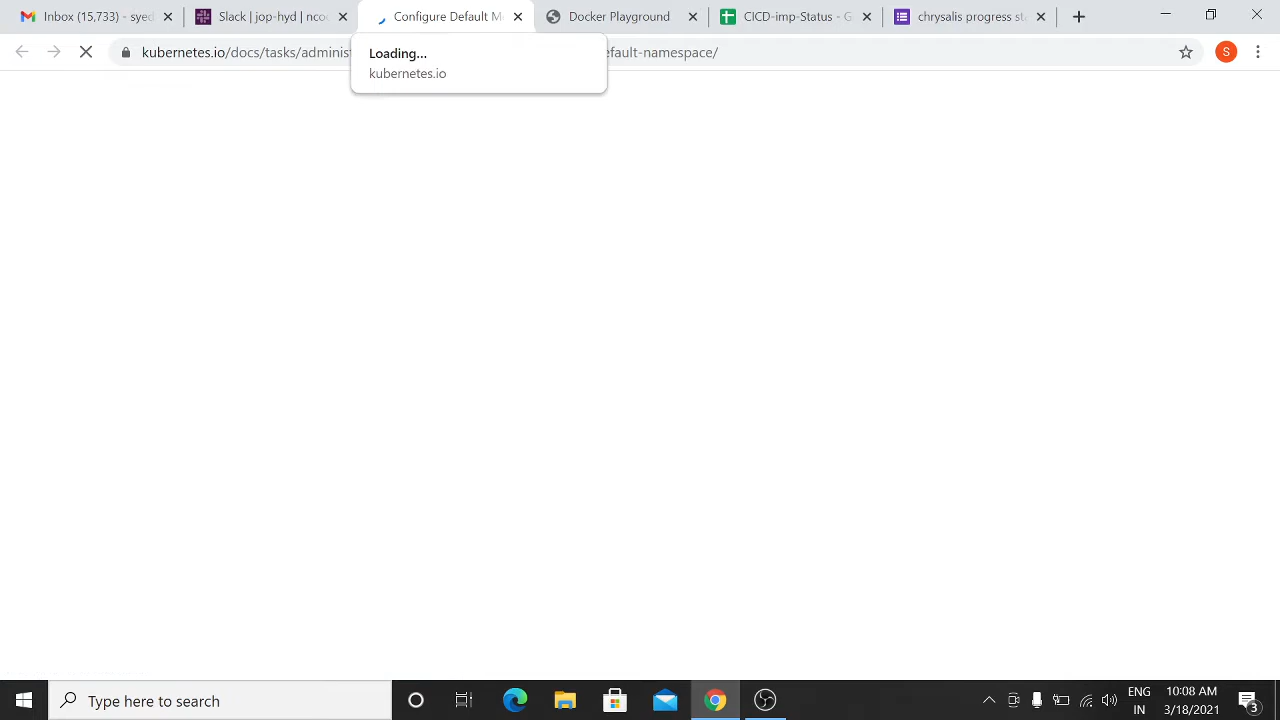 Inbox (15,733) - syed
Slack | jop-hyd | nco
Configure Default M
Docker Playground
CICD-imp-Status - G
chrysalis progress sta
kubernetes.io/docs/tasks/administ
efault-namespace/
S
Loading...
kubernetes.io
Type here to search
ENG
IN
10:08 AM
3/18/2021
3